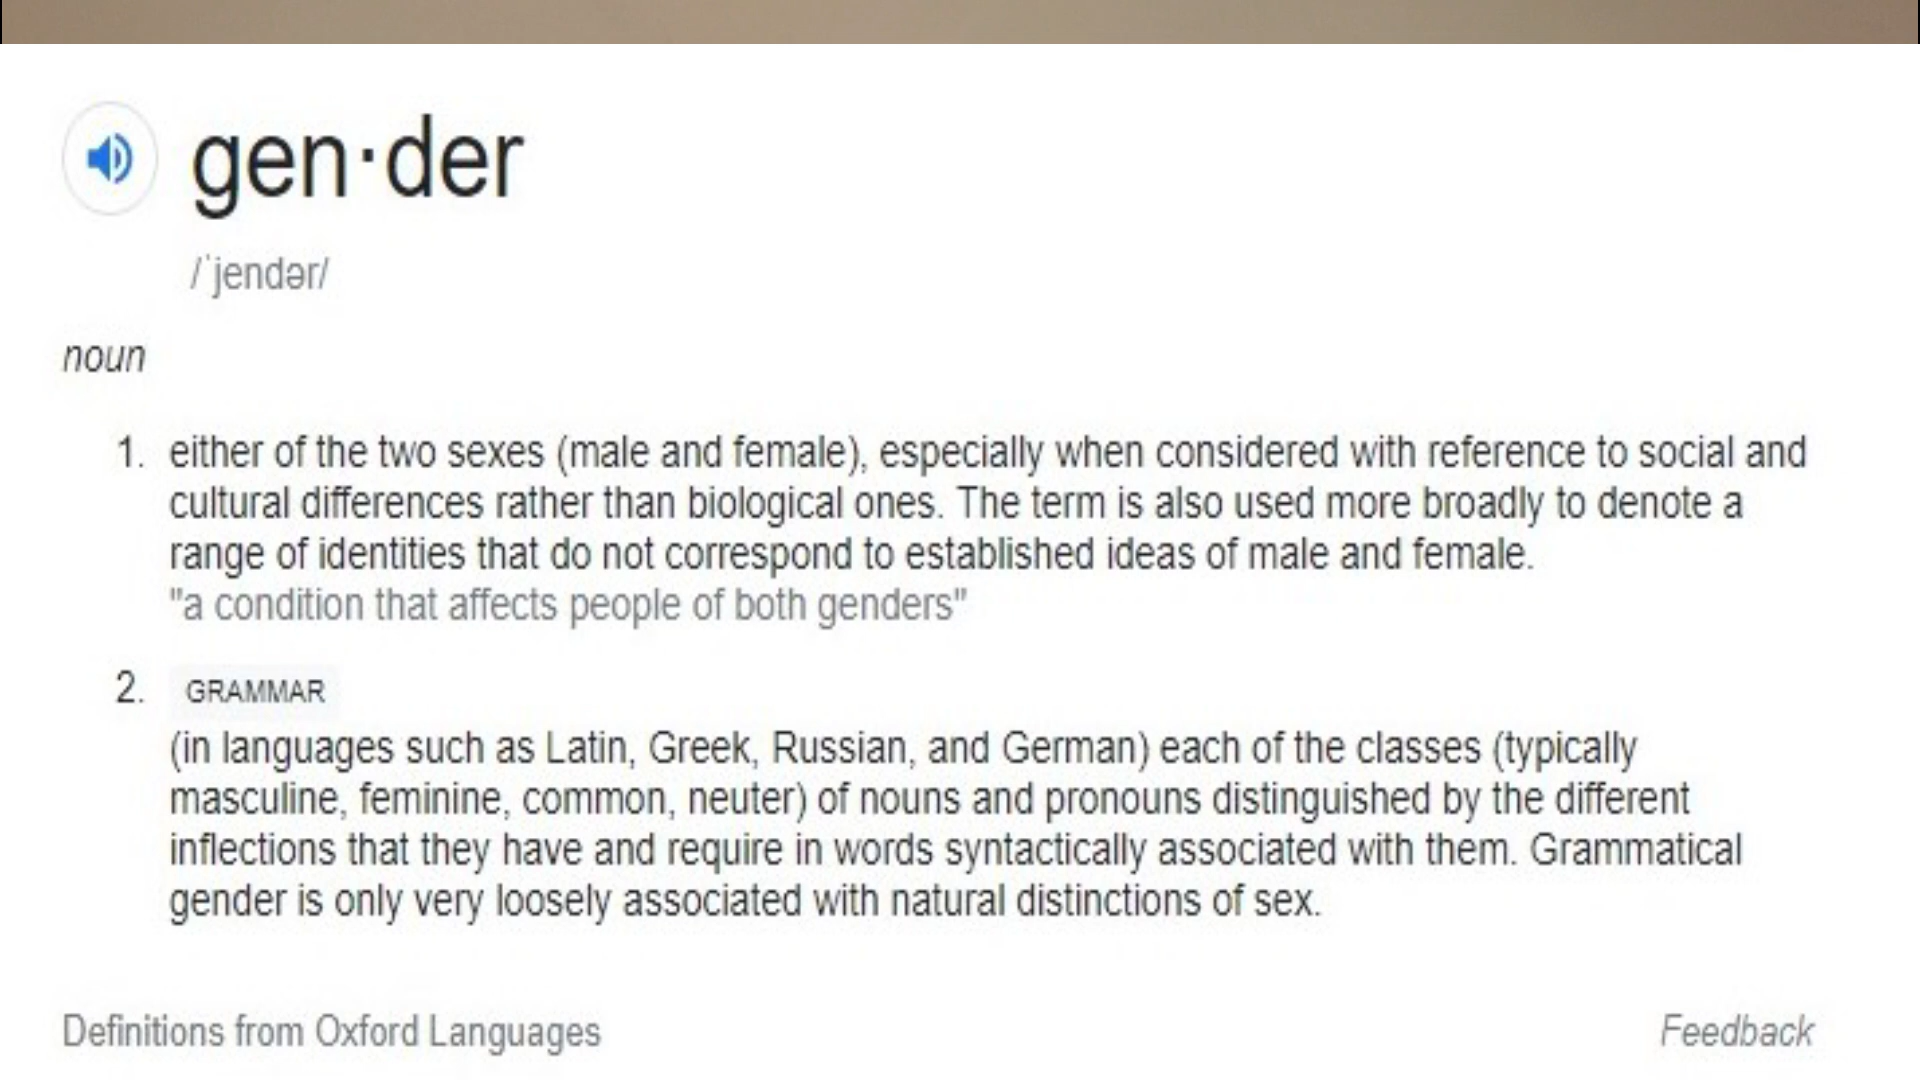 gen·der
/ˈjendər/
noun
1. either of the two sexes (male and female), especially when considered with reference to social and
cultural differences rather than biological ones. The term is also used more broadly to denote a
range of identities that do not correspond to established ideas of male and female.
"a condition that affects people of both genders"
2. GRAMMAR
(in languages such as Latin, Greek, Russian, and German) each of the classes (typically
masculine, feminine, common, neuter) of nouns and pronouns distinguished by the different
inflections that they have and require in words syntactically associated with them. Grammatical
gender is only very loosely associated with natural distinctions of sex.
Definitions from Oxford Languages
Feedback